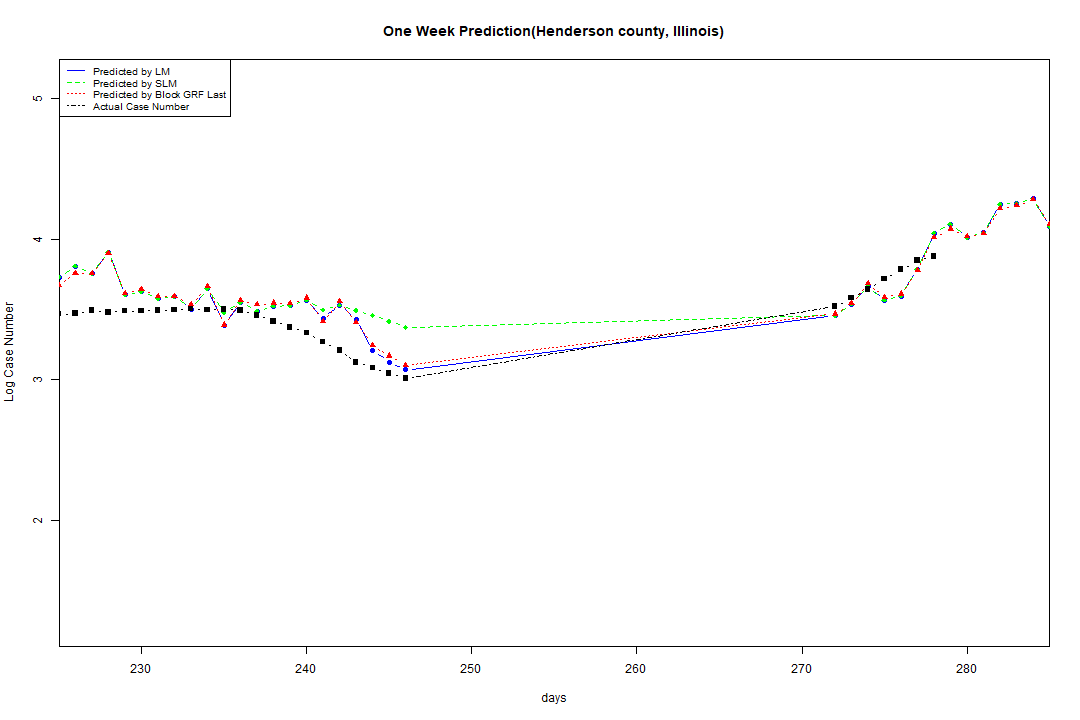 One Week Prediction(Henderson county, Illinois)
Predicted by LM
Predicted by SLM
Predicted by Block GRF Last
Actual Case Number
5
4
3
2
Log Case Number
230 240 250 260 270 280
days